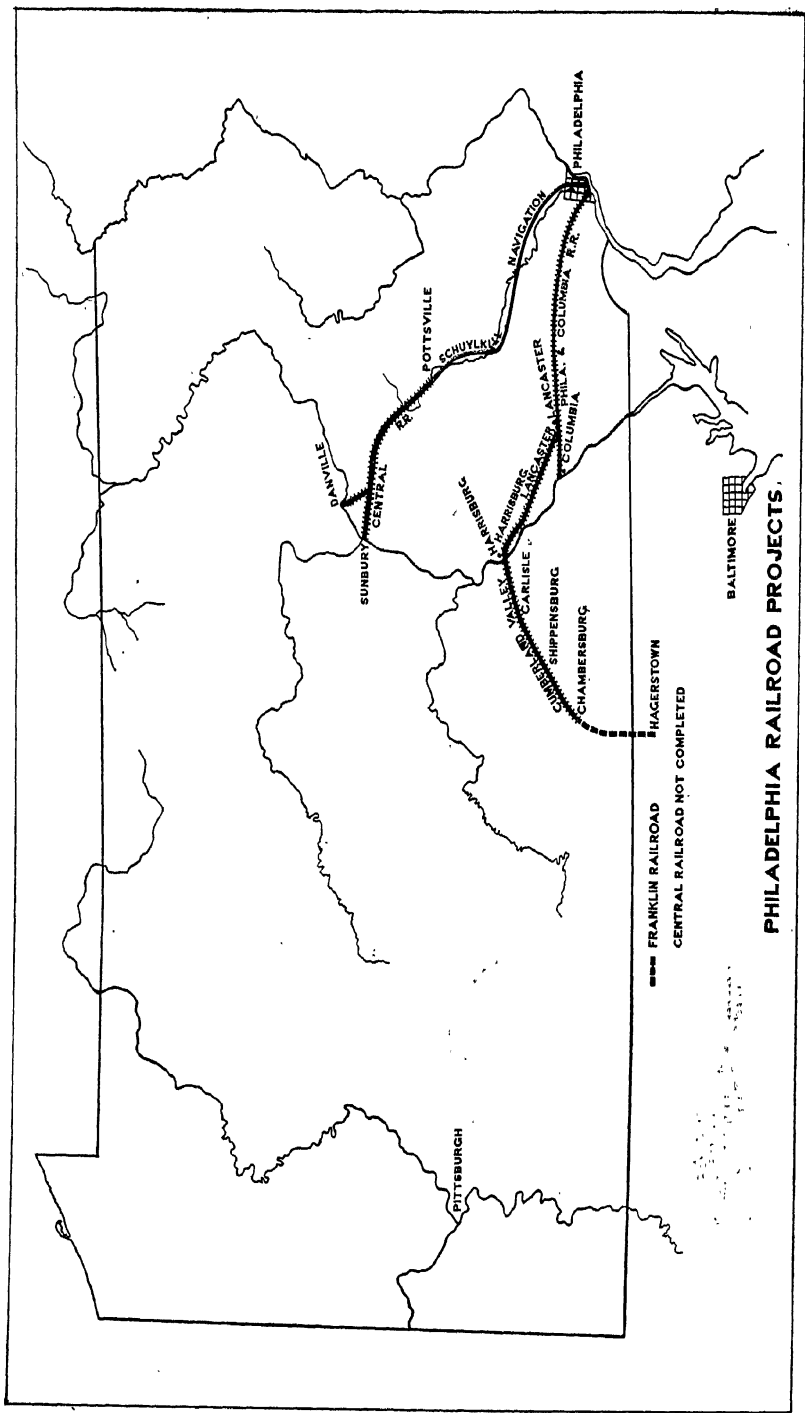 DANVILLE
SUNBURY
CENTRAL
R.R.
POTTSVILLE
SCHUYLKILL
NAVIGATION
PHILADELPHIA
PHILA. & COLUMBIA R.R.
LANCASTER
COLUMBIA
HARRISBURG
HARRISBURG LANCASTER
CUMBERLAND VALLEY
CARLISLE
SHIPPENSBURG
CHAMBERSBURG
HAGERSTOWN
BALTIMORE
PITTSBURGH
FRANKLIN RAILROAD
CENTRAL RAILROAD NOT COMPLETED
PHILADELPHIA RAILROAD PROJECTS.